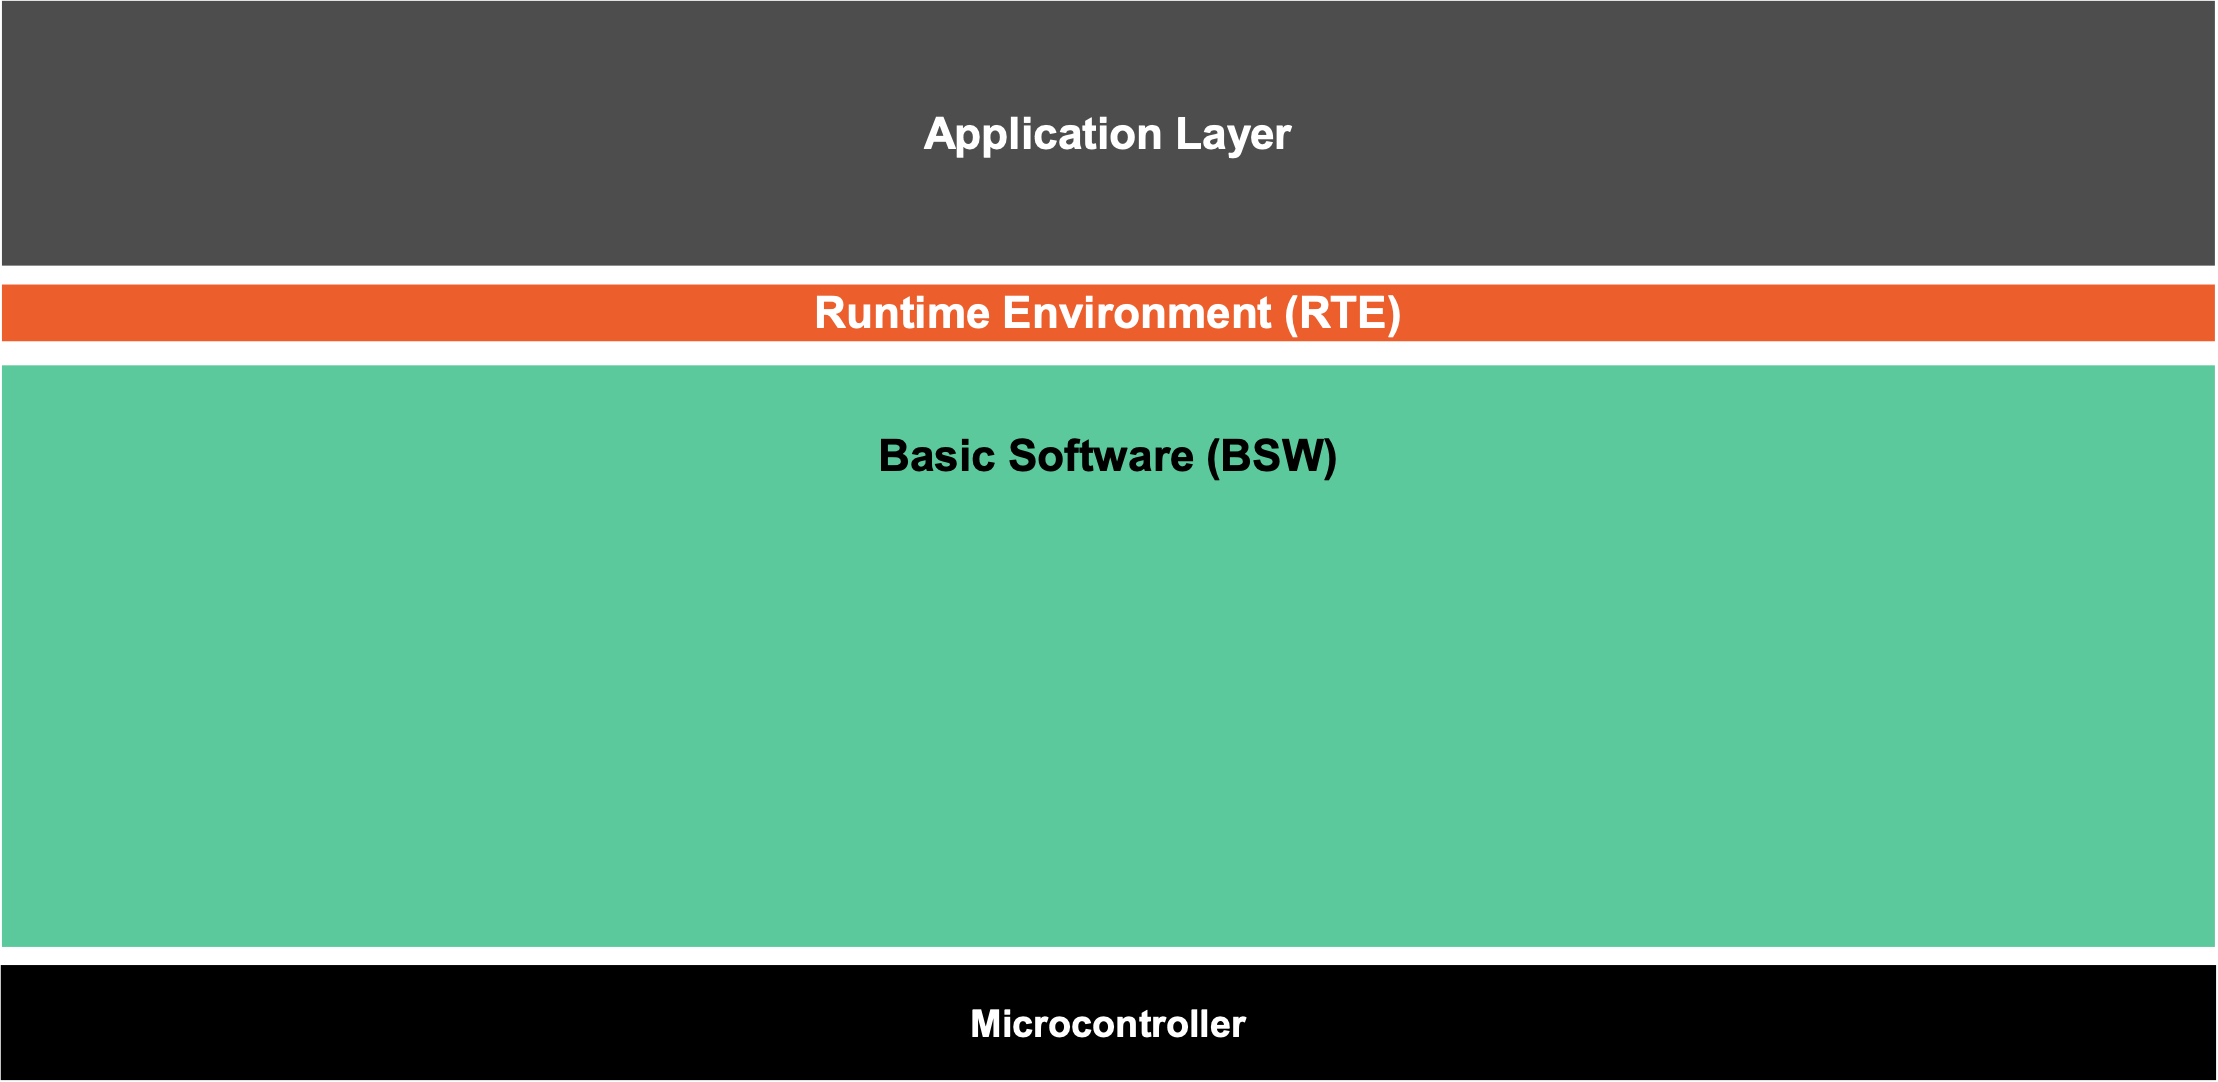 Application Layer
Runtime Environment (RTE)
Basic Software (BSW)
Microcontroller